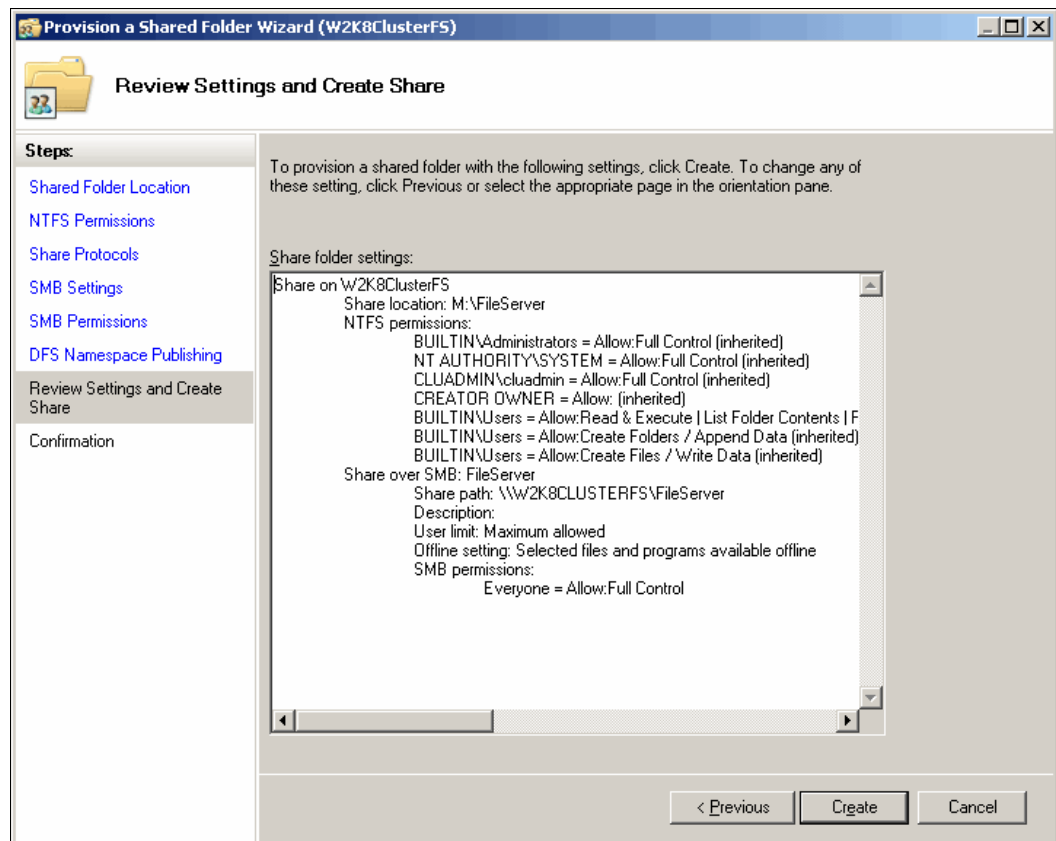 Provision a Shared Folder Wizard (W2K8ClusterFS)
Review Settings and Create Share
Steps:
Shared Folder Location
NTFS Permissions
Share Protocols
SMB Settings
SMB Permissions
DFS Namespace Publishing
Review Settings and Create
Share
Confirmation
To provision a shared folder with the following settings, click Create. To change any of
these setting, click Previous or select the appropriate page in the orientation pane.
Share folder settings:
Share on W2K8ClusterFS
Share location: M:\FileServer
NTFS permissions:
BUILTIN\Administrators = Allow:Full Control (inherited)
NT AUTHORITY\SYSTEM = Allow:Full Control (inherited)
CLUADMIN\cluadmin = Allow:Full Control (inherited)
CREATOR OWNER = Allow: (inherited)
BUILTIN\Users = Allow:Read & Execute | List Folder Contents | F
BUILTIN\Users = Allow:Create Folders / Append Data (inherited)
BUILTIN\Users = Allow:Create Files / Write Data (inherited)
Share over SMB: FileServer
Share path: \\W2K8CLUSTERFS\FileServer
Description:
User limit: Maximum allowed
Offline setting: Selected files and programs available offline
SMB permissions:
Everyone = Allow:Full Control
< Previous
Create
Cancel